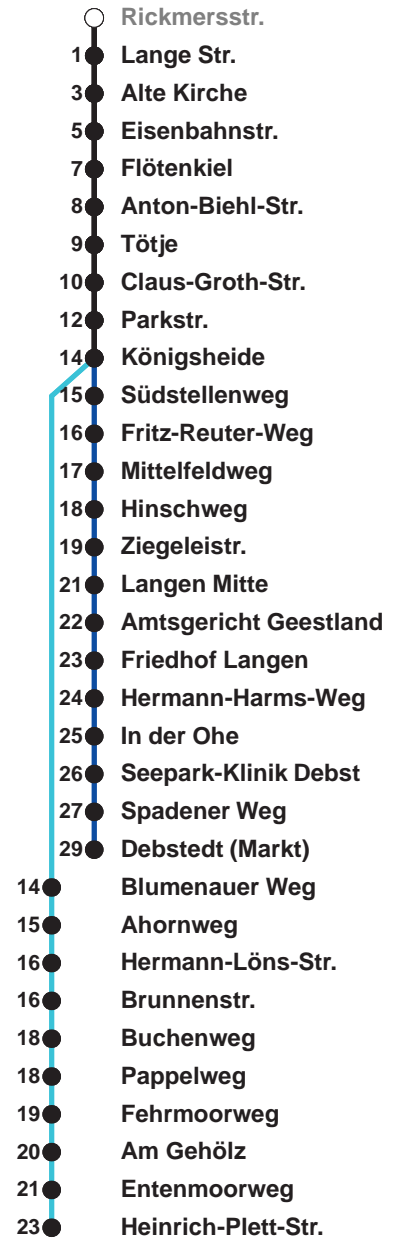 Rickmersstr.
1 Lange Str.
3 Alte Kirche
5 Eisenbahnstr.
7 Flötenkiel
8 Anton-Biehl-Str.
9 Tötje
10 Claus-Groth-Str.
12 Parkstr.
14 Königsheide
15 Südstellenweg
16 Fritz-Reuter-Weg
17 Mittelfeldweg
18 Hinschweg
19 Ziegeleistr.
21 Langen Mitte
22 Amtsgericht Geestland
23 Friedhof Langen
24 Hermann-Harms-Weg
25 In der Ohe
26 Seepark-Klinik Debst
27 Spadener Weg
29 Debstedt (Markt)
14 Blumenauer Weg
15 Ahornweg
16 Hermann-Löns-Str.
16 Brunnenstr.
18 Buchenweg
18 Pappelweg
19 Fehrmoorweg
20 Am Gehölz
21 Entenmoorweg
23 Heinrich-Plett-Str.